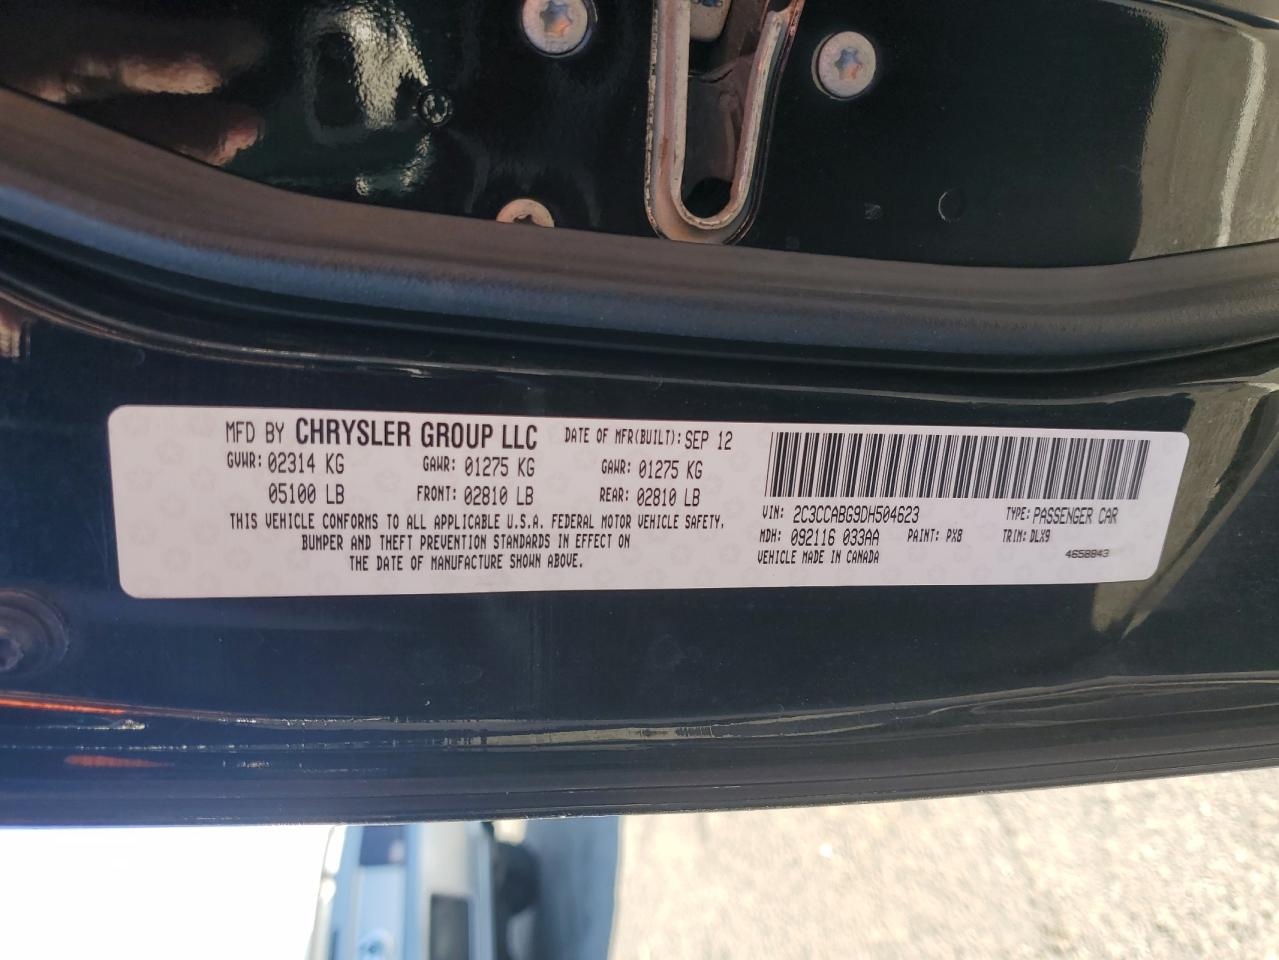 MFD BY CHRYSLER GROUP LLC DATE OF MFR(BUILT): SEP 12
GVWR: 02314 KG GAWR: 01275 KG GAWR: 01275 KG
05100 LB FRONT: 02810 LB REAR: 02810 LB
THIS VEHICLE CONFORMS TO ALL APPLICABLE U.S.A. FEDERAL MOTOR VEHICLE SAFETY,
BUMPER AND THEFT PREVENTION STANDARDS IN EFFECT ON
THE DATE OF MANUFACTURE SHOWN ABOVE.
VIN: 2C3CCABG9DH504623 TYPE: PASSENGER CAR
MDH: 092116 033AA PAINT: PX8 TRIM: DLX9
VEHICLE MADE IN CANADA 4658843